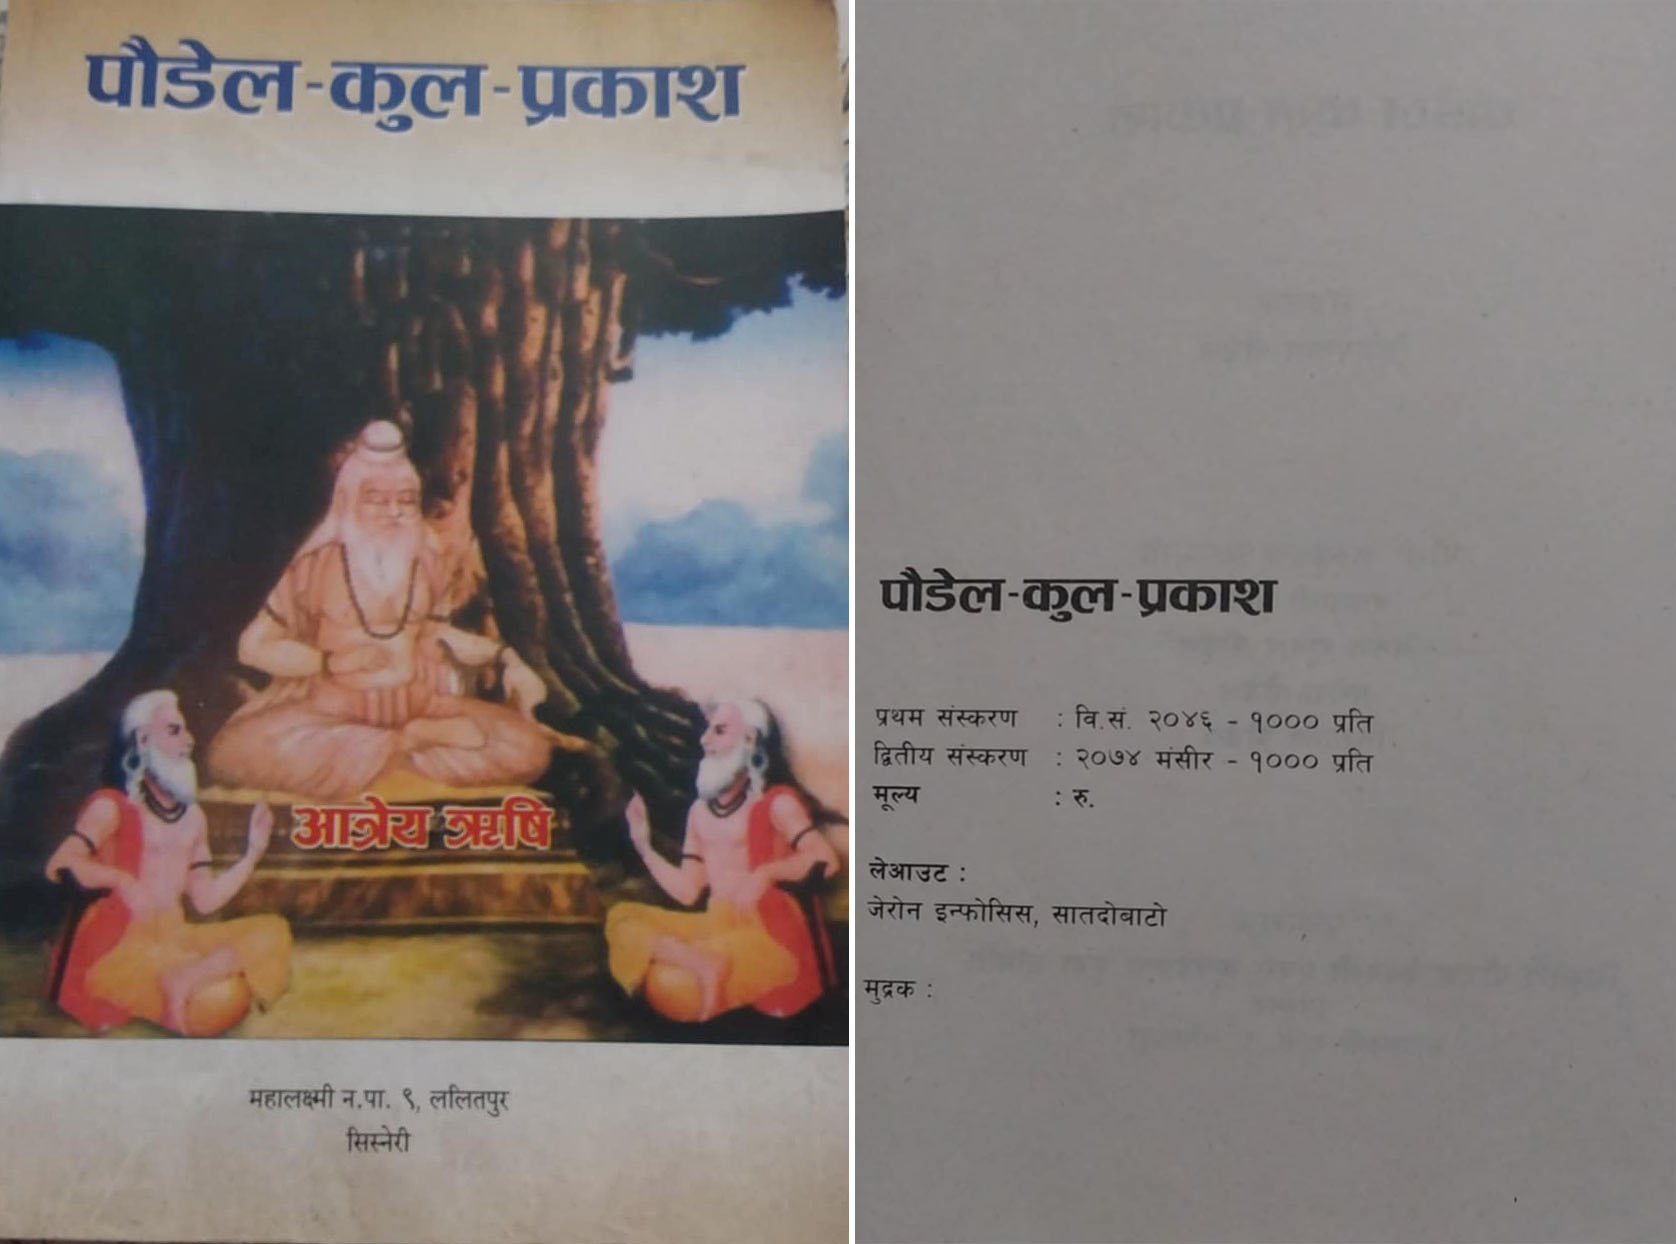 पौडेल-कुल-प्रकाश
आत्रेय ऋषि
महालक्ष्मी न.पा. ९, ललितपुर
सिस्नेरी
पौडेल-कुल-प्रकाश
प्रथम संस्करण : वि.सं. २०४६ - १००० प्रति
द्वितीय संस्करण : २०७४ मंसीर - १००० प्रति
मूल्य : रु.
लेआउट :
जेरोन इन्फोसिस, सातदोबाटो
मुद्रक :